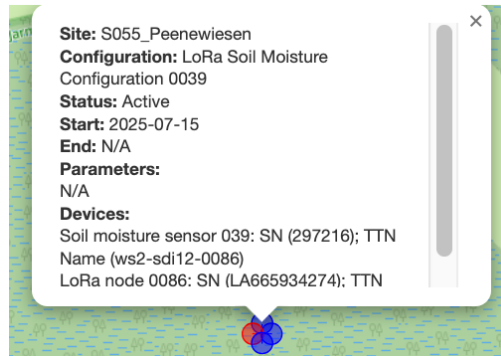 Site: S055_Peenewiesen
Configuration: LoRa Soil Moisture
Configuration 0039
Status: Active
Start: 2025-07-15
End: N/A
Parameters:
N/A
Devices:
Soil moisture sensor 039: SN (297216); TTN
Name (ws2-sdi12-0086)
LoRa node 0086: SN (LA665934274); TTN